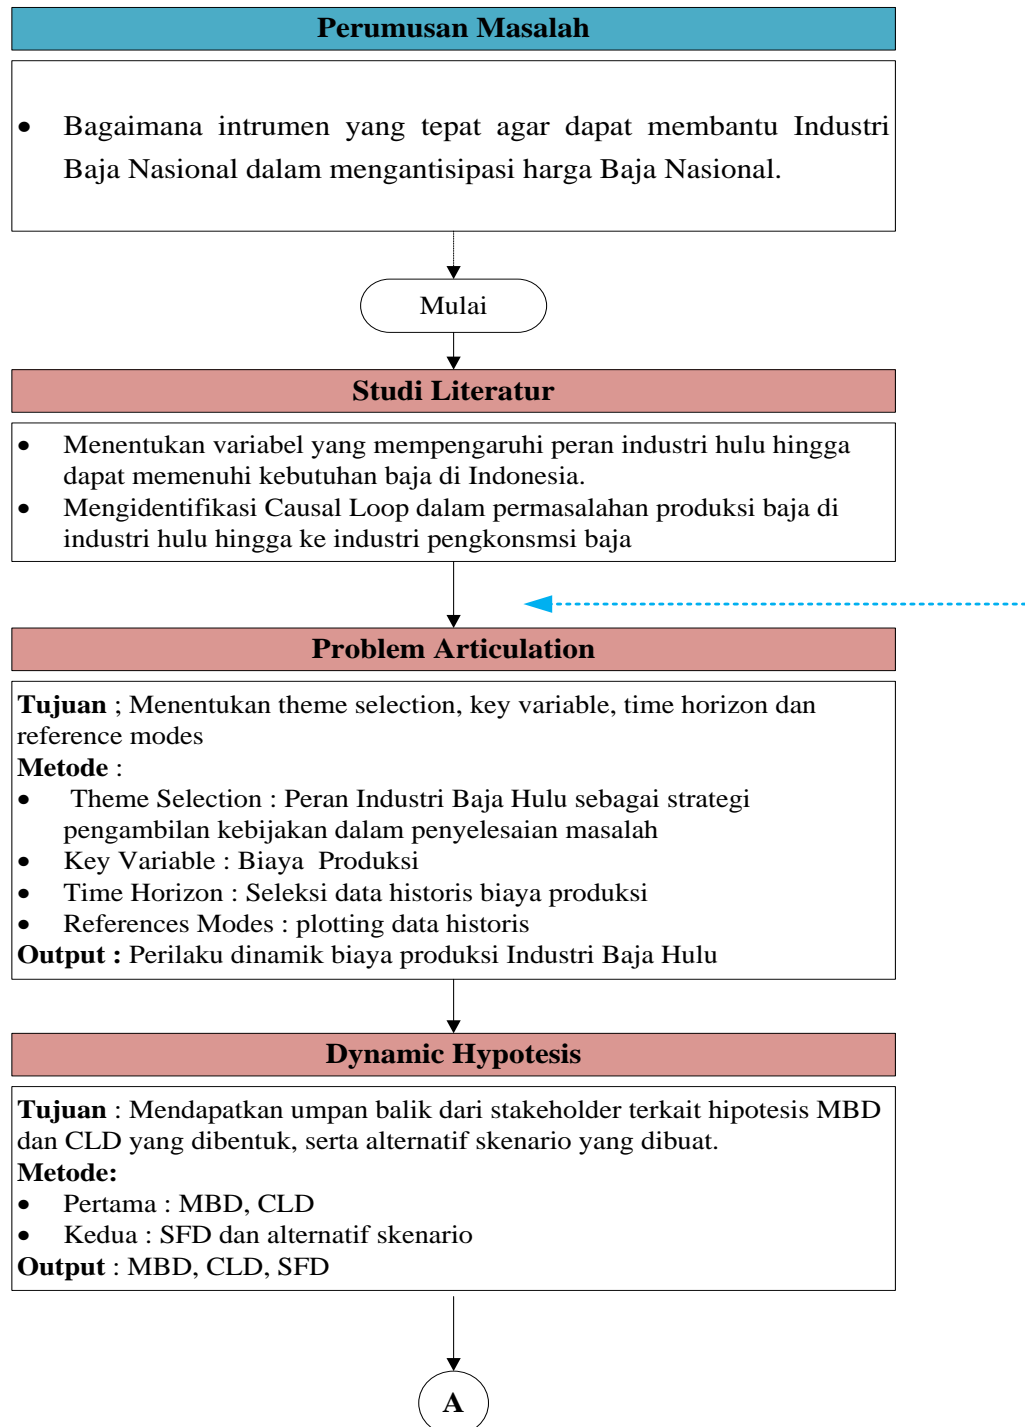 Perumusan Masalah
• Bagaimana intrumen yang tepat agar dapat membantu Industri
Baja Nasional dalam mengantisipasi harga Baja Nasional.
Mulai
Studi Literatur
• Menentukan variabel yang mempengaruhi peran industri hulu hingga
dapat memenuhi kebutuhan baja di Indonesia.
• Mengidentifikasi Causal Loop dalam permasalahan produksi baja di
industri hulu hingga ke industri pengkonsmsi baja
Problem Articulation
Tujuan ; Menentukan theme selection, key variable, time horizon dan
reference modes
Metode :
• Theme Selection : Peran Industri Baja Hulu sebagai strategi
pengambilan kebijakan dalam penyelesaian masalah
• Key Variable : Biaya Produksi
• Time Horizon : Seleksi data historis biaya produksi
• References Modes : plotting data historis
Output : Perilaku dinamik biaya produksi Industri Baja Hulu
Dynamic Hypotesis
Tujuan : Mendapatkan umpan balik dari stakeholder terkait hipotesis MBD
dan CLD yang dibentuk, serta alternatif skenario yang dibuat.
Metode:
• Pertama : MBD, CLD
• Kedua : SFD dan alternatif skenario
Output : MBD, CLD, SFD
A